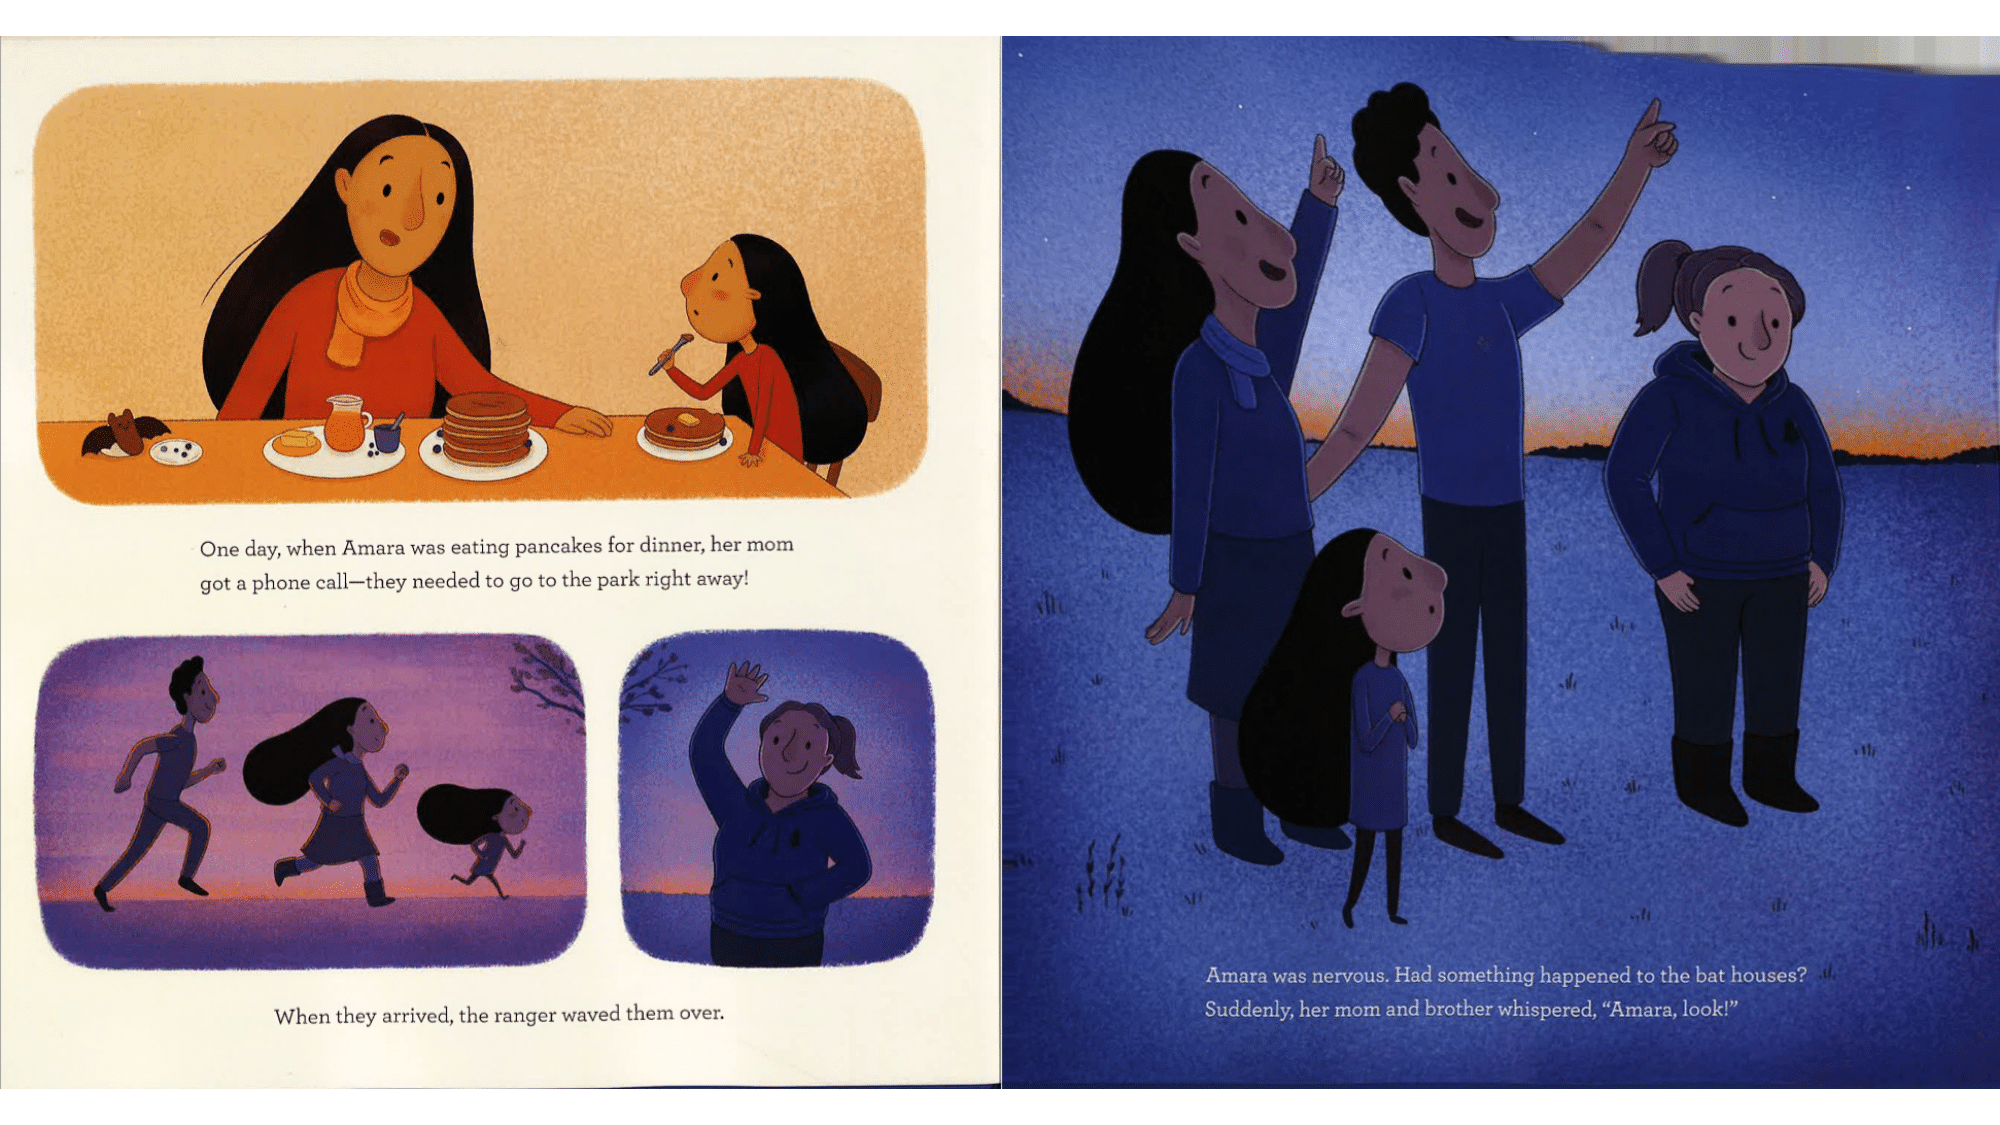 One day, when Amara was eating pancakes for dinner, her mom
got a phone call—they needed to go to the park right away!
When they arrived, the ranger waved them over.
Amara was nervous. Had something happened to the bat houses?
Suddenly, her mom and brother whispered, “Amara, look!”